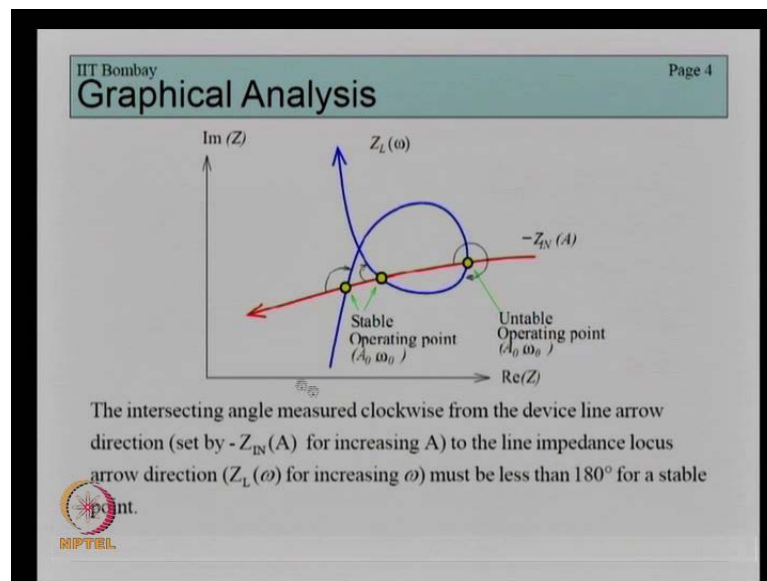 IIT Bombay
Page 4
Graphical Analysis
Im (Z)
Z_L(ω)
-Z_IN (A)
Stable
Operating point
(A_0 ω_0 )
Untable
Operating point
(A_0 ω_0 )
Re(Z)
The intersecting angle measured clockwise from the device line arrow
direction (set by - Z_IN(A) for increasing A) to the line impedance locus
arrow direction (Z_L(ω) for increasing ω) must be less than 180° for a stable
point.
NPTEL